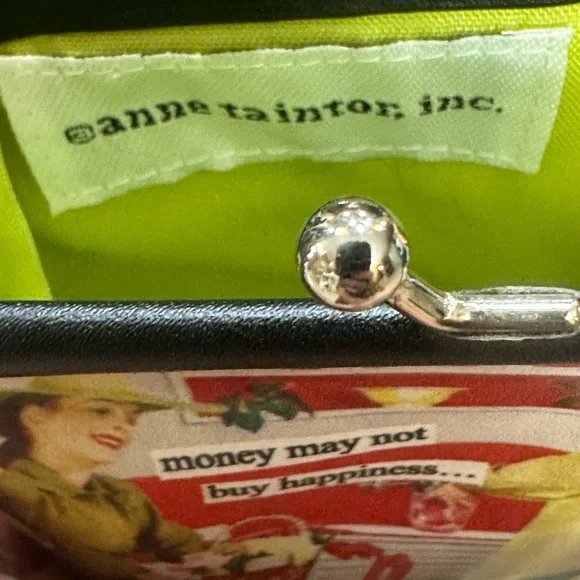 ©anne taintor, inc.
money may not
buy happiness...